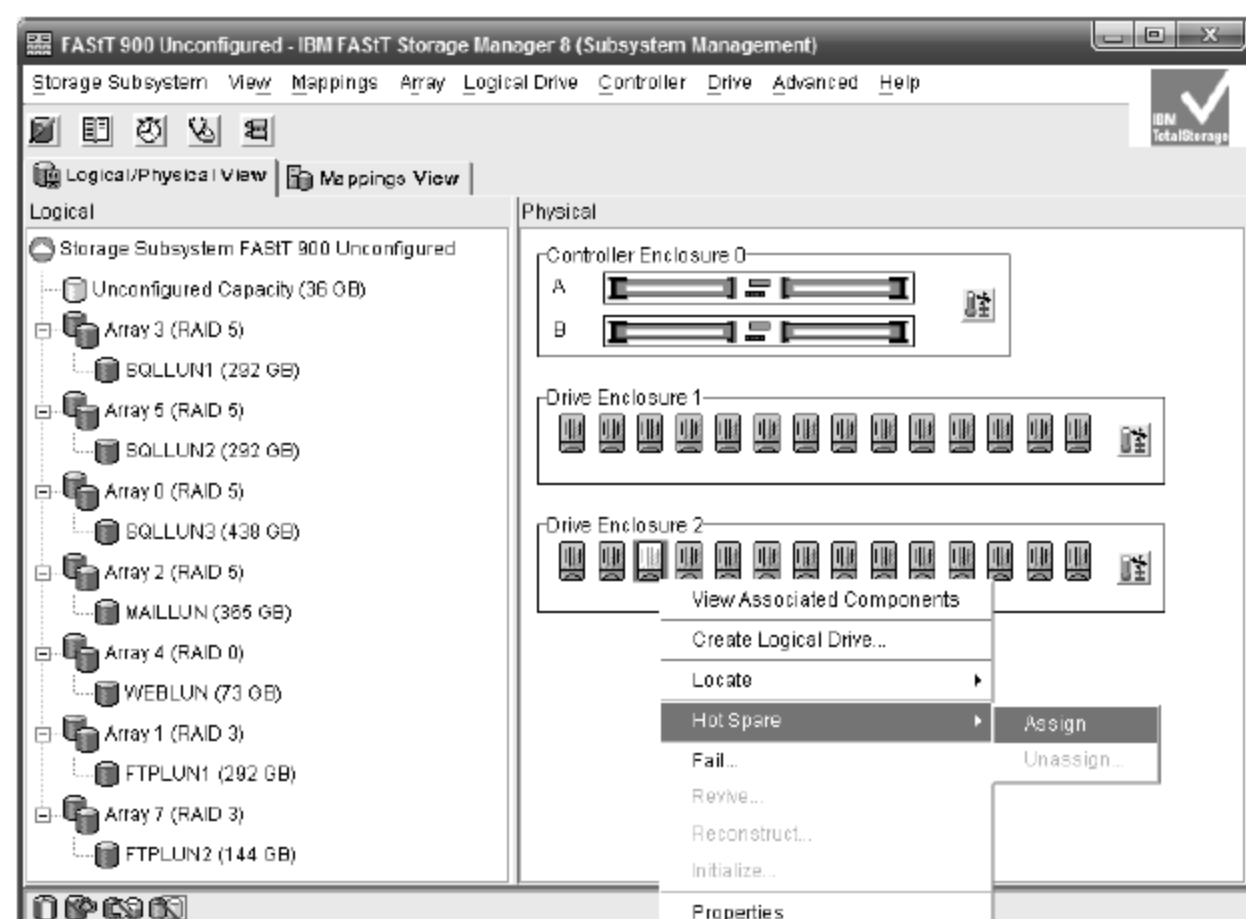 FAStT 900 Unconfigured - IBM FAStT Storage Manager 8 (Subsystem Management)
Storage Subsystem View Mappings Array Logical Drive Controller Drive Advanced Help
IBM
TotalStorage
Logical/Physical View Mappings View
Logical
Storage Subsystem FAStT 900 Unconfigured
Unconfigured Capacity (36 GB)
Array 3 (RAID 5)
SQLLUN1 (292 GB)
Array 5 (RAID 5)
SQLLUN2 (292 GB)
Array 0 (RAID 5)
SQLLUN3 (438 GB)
Array 2 (RAID 5)
MAILLUN (365 GB)
Array 4 (RAID 0)
WEBLUN (73 GB)
Array 1 (RAID 3)
FTPLUN1 (292 GB)
Array 7 (RAID 3)
FTPLUN2 (144 GB)
Physical
Controller Enclosure 0
A
B
Drive Enclosure 1
Drive Enclosure 2
View Associated Components
Create Logical Drive...
Locate
Hot Spare
Assign
Unassign...
Fail...
Revive...
Reconstruct...
Initialize...
Properties